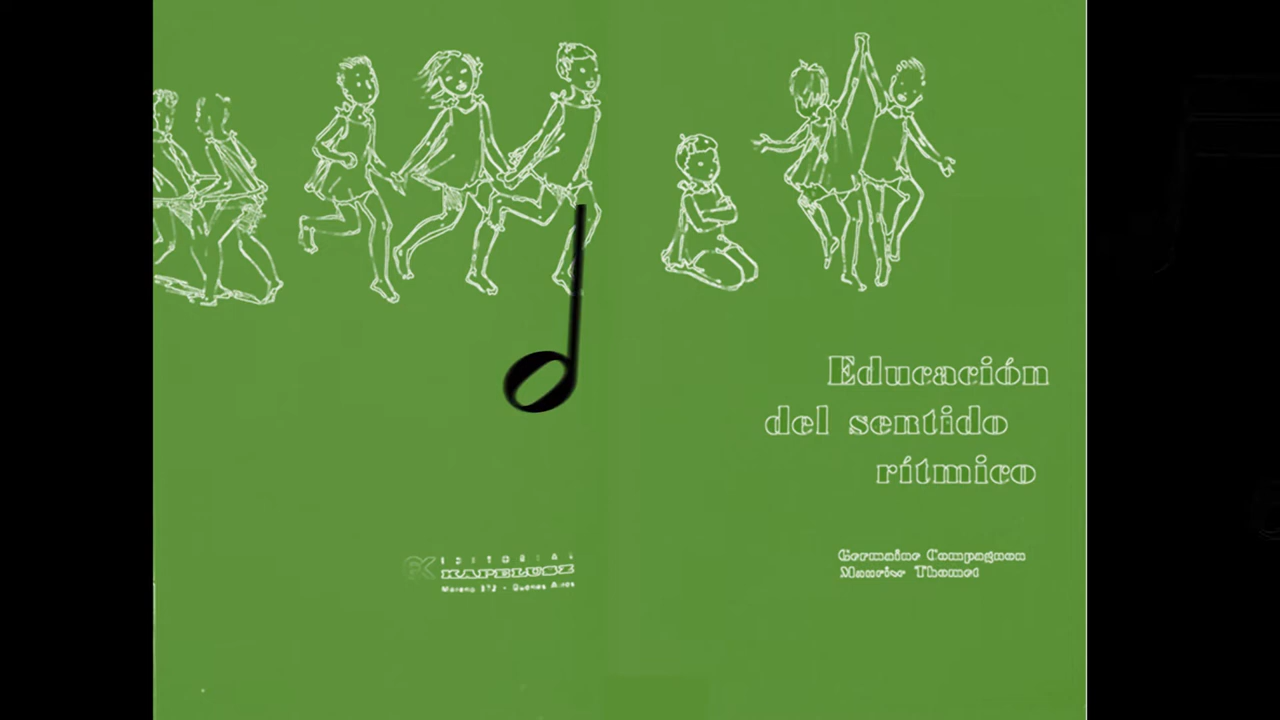 Educación
del sentido
rítmico
Germaine Compagnon
Maurice Thomet
EDITORIAL
KAPELUSZ
Moreno 372 - Buenos Aires